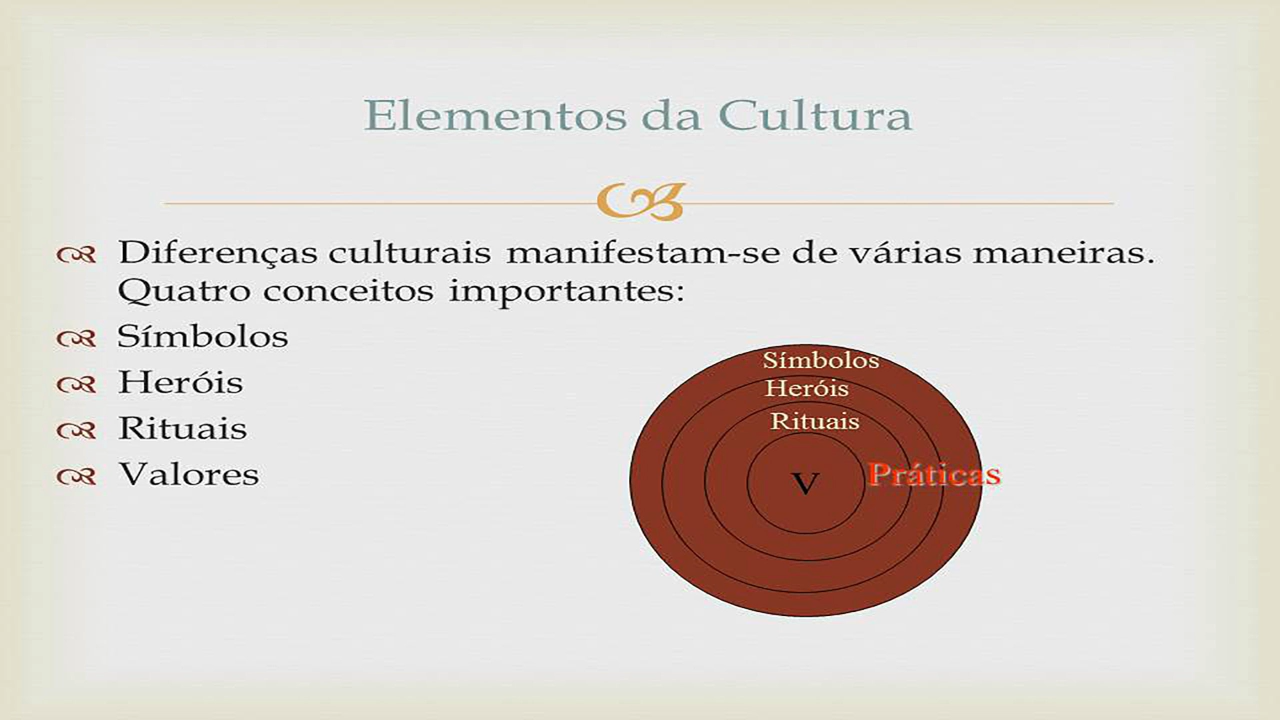 Elementos da Cultura
Diferenças culturais manifestam-se de várias maneiras.
Quatro conceitos importantes:
Símbolos
Heróis
Rituais
Valores
Símbolos
Heróis
Rituais
V
Práticas